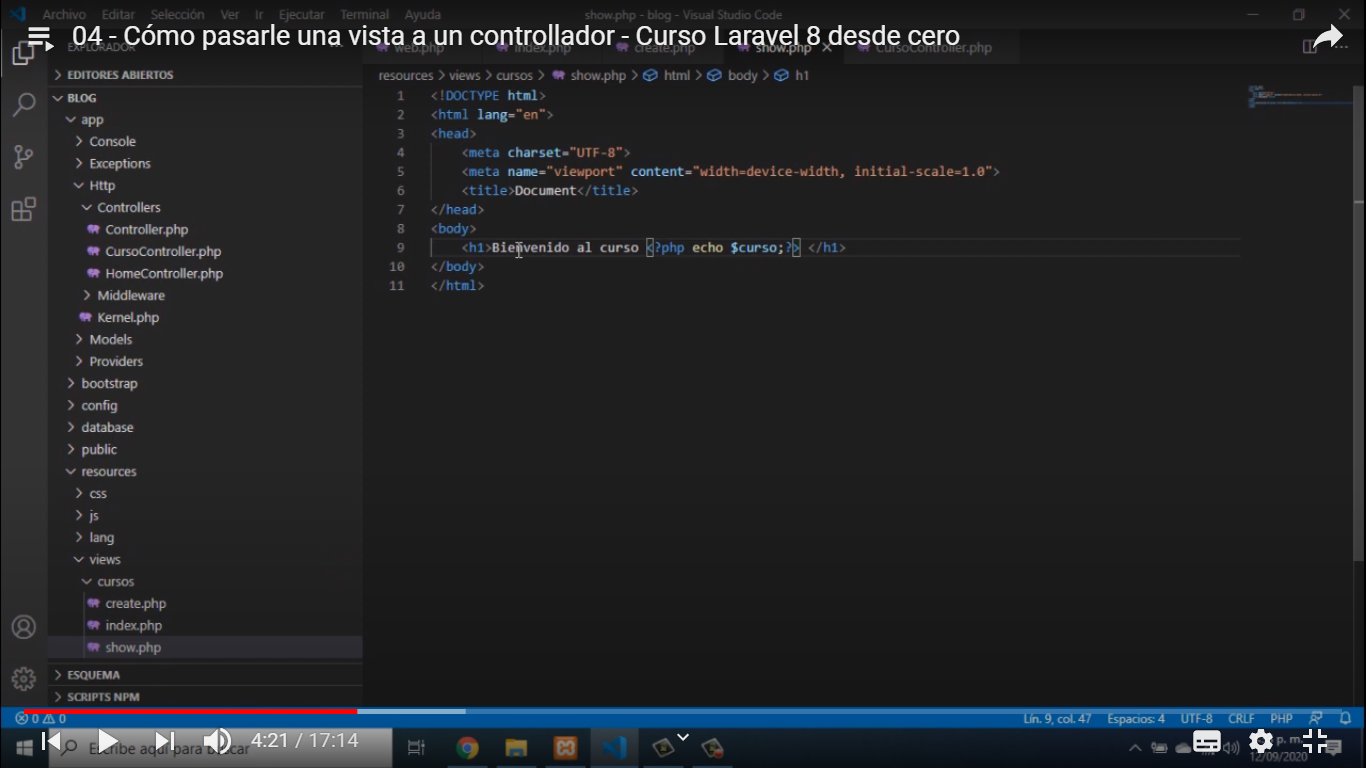 Archivo Editar Selección Ver Ir Ejecutar Terminal Ayuda
show.php - blog - Visual Studio Code
04 - Cómo pasarle una vista a un controllador - Curso Laravel 8 desde cero
EXPLORADOR
web.php index.php create.php show.php CursoController.php
EDITORES ABIERTOS
BLOG
app
Console
Exceptions
Http
Controllers
Controller.php
CursoController.php
HomeController.php
Middleware
Kernel.php
Models
Providers
bootstrap
config
database
public
resources
css
js
lang
views
cursos
create.php
index.php
show.php
ESQUEMA
SCRIPTS NPM
resources > views > cursos > show.php > html > body > h1
1 <!DOCTYPE html>
2 <html lang="en">
3 <head>
4 <meta charset="UTF-8">
5 <meta name="viewport" content="width=device-width, initial-scale=1.0">
6 <title>Document</title>
7 </head>
8 <body>
9 <h1>Bienvenido al curso <?php echo $curso;?> </h1>
10 </body>
11 </html>
0 0
Lín. 9, col. 47 Espacios: 4 UTF-8 CRLF PHP
4:21 / 17:14
Escribe aquí para buscar
p. m.
12/09/2020